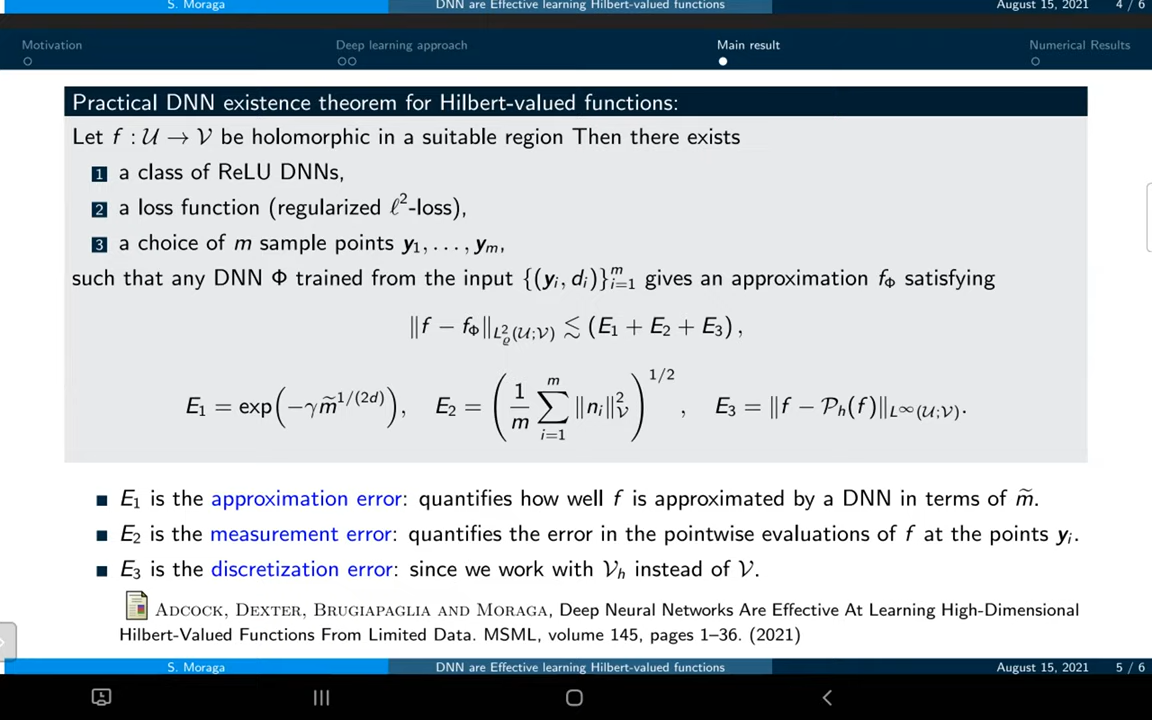 S. Moraga DNN are Effective learning Hilbert-valued functions August 15, 2021 4 / 6
Motivation Deep learning approach Main result Numerical Results
Practical DNN existence theorem for Hilbert-valued functions:
Let f : 𝒰 → 𝒱 be holomorphic in a suitable region Then there exists
1 a class of ReLU DNNs,
2 a loss function (regularized ℓ²-loss),
3 a choice of m sample points y₁, . . . , yₘ,
such that any DNN Φ trained from the input {(yᵢ, dᵢ)}ᵢ₌₁ᵐ gives an approximation f_Φ satisfying
‖f − f_Φ‖_{L²_ϱ(𝒰;𝒱)} ≲ (E₁ + E₂ + E₃) ,
E₁ = exp(−γm̃^{1/(2d)}), E₂ = (1/m ∑_{i=1}^{m} ‖nᵢ‖²_𝒱)^{1/2}, E₃ = ‖f − 𝒫ₕ(f)‖_{L^∞(𝒰;𝒱)}.
E₁ is the approximation error: quantifies how well f is approximated by a DNN in terms of m̃.
E₂ is the measurement error: quantifies the error in the pointwise evaluations of f at the points yᵢ.
E₃ is the discretization error: since we work with 𝒱ₕ instead of 𝒱.
Adcock, Dexter, Brugiapaglia and Moraga, Deep Neural Networks Are Effective At Learning High-Dimensional
Hilbert-Valued Functions From Limited Data. MSML, volume 145, pages 1–36. (2021)
S. Moraga DNN are Effective learning Hilbert-valued functions August 15, 2021 5 / 6